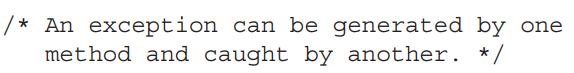 /* An exception can be generated by one
method and caught by another. */